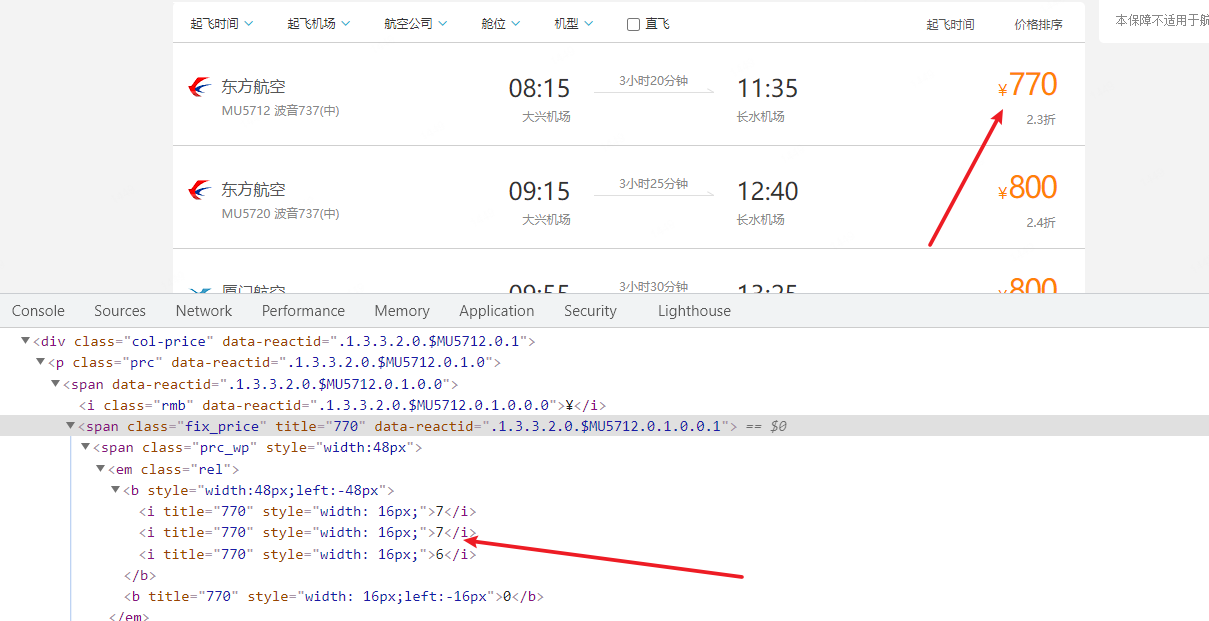 起飞时间 起飞机场 航空公司 舱位 机型 直飞 起飞时间 价格排序
本保障不适用于航
东方航空 08:15 3小时20分钟 11:35 ¥770
MU5712 波音737(中) 大兴机场 长水机场 2.3折
东方航空 09:15 3小时25分钟 12:40 ¥800
MU5720 波音737(中) 大兴机场 长水机场 2.4折
厦门航空 09:55 3小时30分钟 13:25 ¥800
Console Sources Network Performance Memory Application Security Lighthouse
<div class="col-price" data-reactid=".1.3.3.2.0.$MU5712.0.1">
<p class="prc" data-reactid=".1.3.3.2.0.$MU5712.0.1.0">
<span data-reactid=".1.3.3.2.0.$MU5712.0.1.0.0">
<i class="rmb" data-reactid=".1.3.3.2.0.$MU5712.0.1.0.0.0">¥</i>
<span class="fix_price" title="770" data-reactid=".1.3.3.2.0.$MU5712.0.1.0.0.1"> == $0
<span class="prc_wp" style="width:48px">
<em class="rel">
<b style="width:48px;left:-48px">
<i title="770" style="width: 16px;">7</i>
<i title="770" style="width: 16px;">7</i>
<i title="770" style="width: 16px;">6</i>
</b>
<b title="770" style="width: 16px;left:-16px">0</b>
</em>